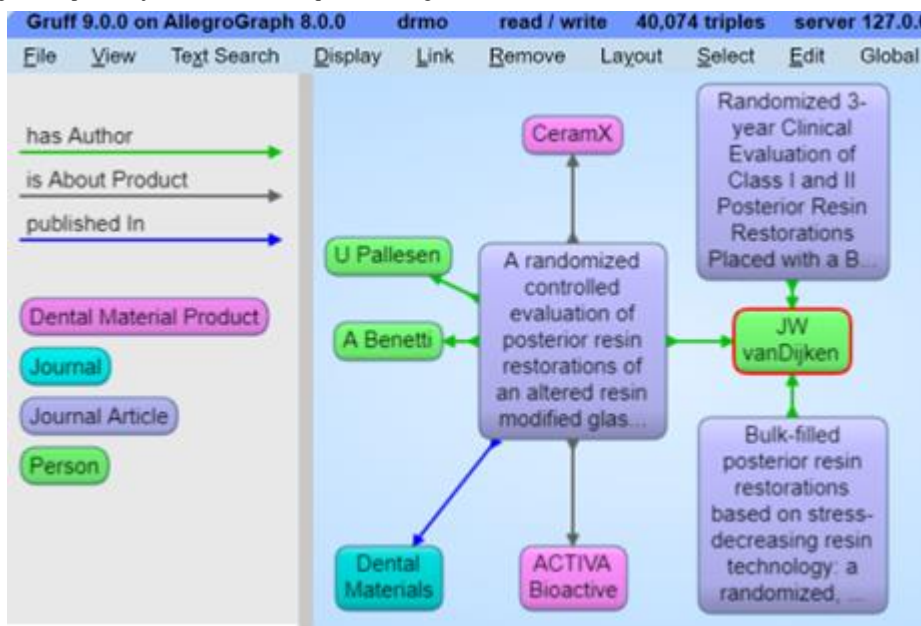 Gruff 9.0.0 on AllegroGraph 8.0.0 drmo read / write 40,074 triples server 127.0.0
File View Text Search Display Link Remove Layout Select Edit Global
has Author
is About Product
published In
Dental Material Product
Journal
Journal Article
Person
CeramX
U Pallesen
A Benetti
A randomized
controlled
evaluation of
posterior resin
restorations of
an altered resin
modified glas...
Dental
Materials
ACTIVA
Bioactive
Randomized 3-
year Clinical
Evaluation of
Class I and II
Posterior Resin
Restorations
Placed with a B...
JW
vanDijken
Bulk-filled
posterior resin
restorations
based on stress-
decreasing resin
technology: a
randomized, ...